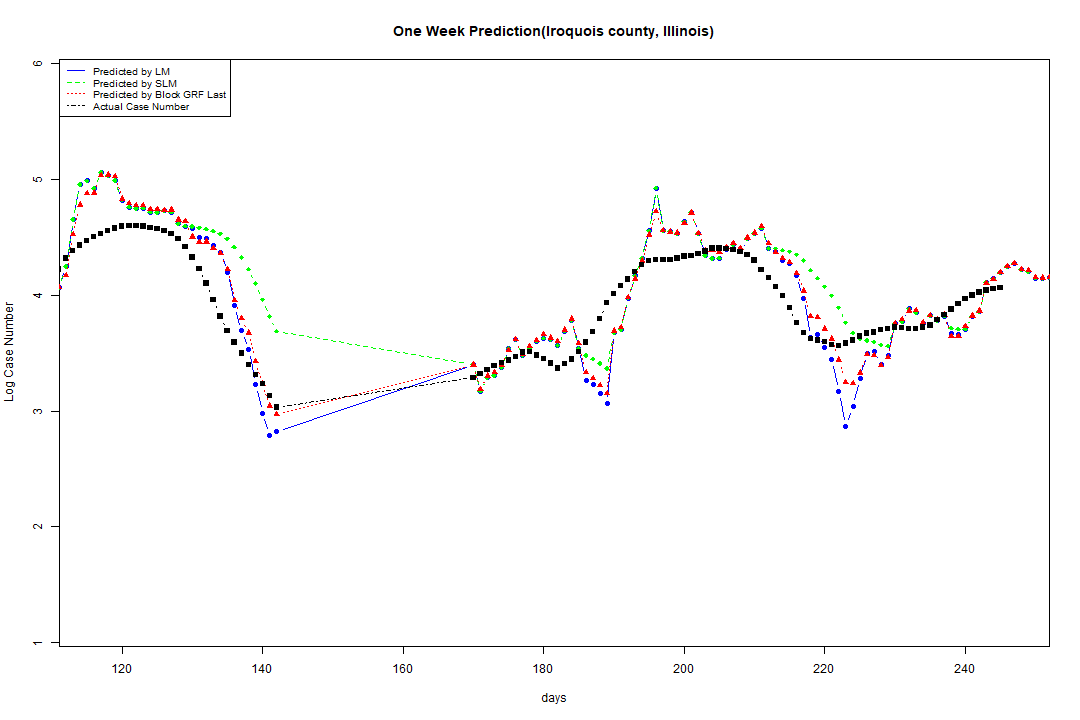 One Week Prediction(Iroquois county, Illinois)
Predicted by LM
Predicted by SLM
Predicted by Block GRF Last
Actual Case Number
Log Case Number
6
5
4
3
2
1
120 140 160 180 200 220 240
days